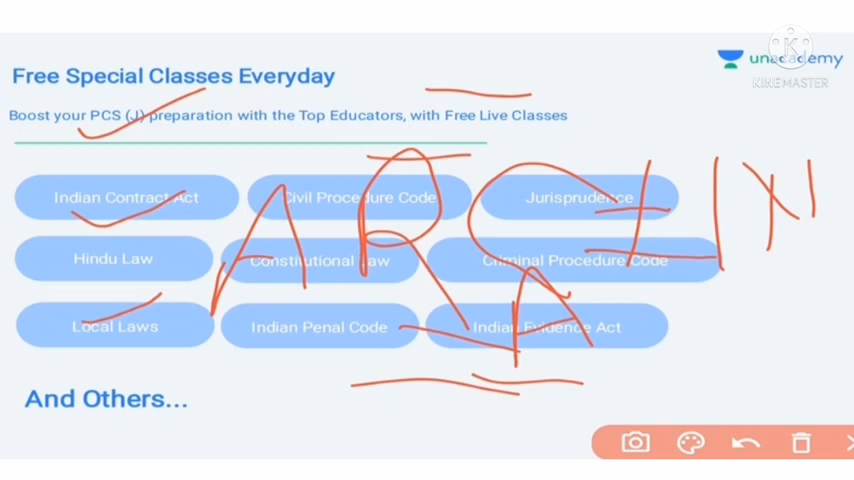 unacademy
KINEMASTER
Free Special Classes Everyday
Boost your PCS (J) preparation with the Top Educators, with Free Live Classes
Indian Contract Act Civil Procedure Code Jurisprudence
Hindu Law Constitutional Law Criminal Procedure Code
Local Laws Indian Penal Code Indian Evidence Act
And Others...